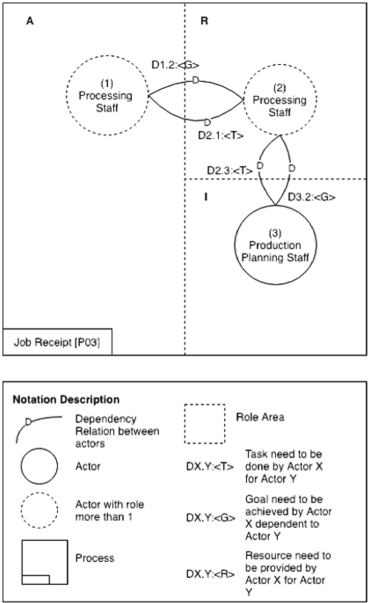 A
R
D1.2:<G>
D
(1)
Processing
Staff
(2)
Processing
Staff
D
D2.1:<T>
D2.3:<T>
D
D
I
D3.2:<G>
(3)
Production
Planning Staff
Job Receipt [P03]
Notation Description
D
Dependency
Relation between
actors
Role Area
Actor
DX.Y:<T>
Task need to be
done by Actor X
for Actor Y
Actor with role
more than 1
DX.Y:<G>
Goal need to be
achieved by Actor
X dependent to
Actor Y
Process
DX.Y:<R>
Resource need to
be provided by
Actor X for Actor
Y